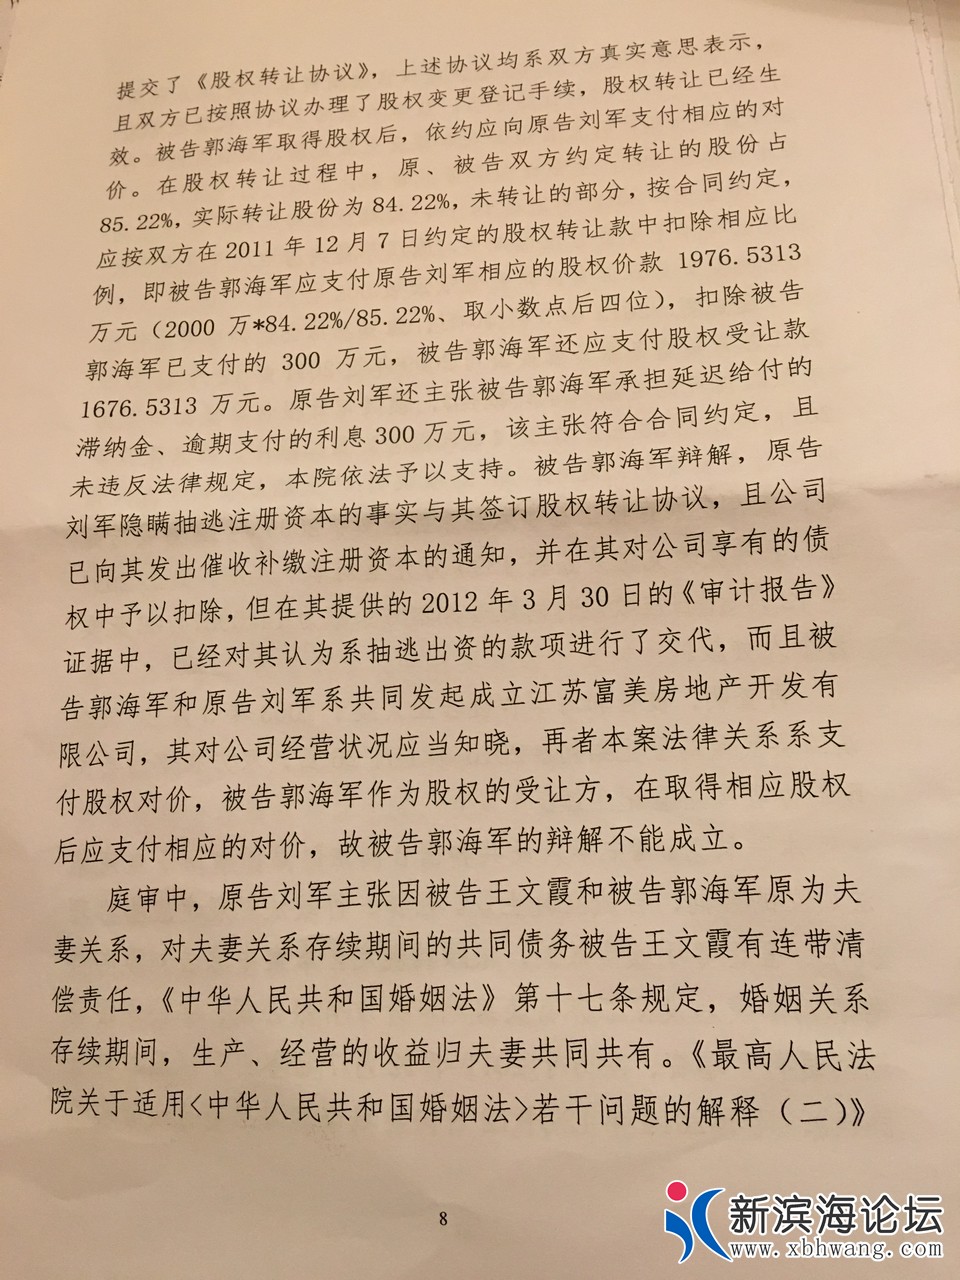 提交了《股权转让协议》，上述协议均系双方真实意思表示，
且双方已按照协议办理了股权变更登记手续，股权转让已经生
效。被告郭海军取得股权后，依约应向原告刘军支付相应的对
价。在股权转让过程中，原、被告双方约定转让的股份占
85.22%，实际转让股份为84.22%，未转让的部分，按合同约定，
应按双方在2011年12月7日约定的股权转让款中扣除相应比
例，即被告郭海军应支付原告刘军相应的股权价款 1976.5313
万元（2000 万*84.22%/85.22%、取小数点后四位），扣除被告
郭海军已支付的 300 万元，被告郭海军还应支付股权受让款
1676.5313 万元。原告刘军还主张被告郭海军承担延迟给付的
滞纳金、逾期支付的利息300万元，该主张符合合同约定，且
未违反法律规定，本院依法予以支持。被告郭海军辩解，原告
刘军隐瞒抽逃注册资本的事实与其签订股权转让协议，且公司
已向其发出催收补缴注册资本的通知，并在其对公司享有的债
权中予以扣除，但在其提供的2012年3月30日的《审计报告》
证据中，已经对其认为系抽逃出资的款项进行了交代，而且被
告郭海军和原告刘军系共同发起成立江苏富美房地产开发有
限公司，其对公司经营状况应当知晓，再者本案法律关系系支
付股权对价，被告郭海军作为股权的受让方，在取得相应股权
后应支付相应的对价，故被告郭海军的辩解不能成立。
庭审中，原告刘军主张因被告王文霞和被告郭海军原为夫
妻关系，对夫妻关系存续期间的共同债务被告王文霞有连带清
偿责任，《中华人民共和国婚姻法》第十七条规定，婚姻关系
存续期间，生产、经营的收益归夫妻共同共有。《最高人民法
院关于适用<中华人民共和国婚姻法>若干问题的解释（二）》
8
新滨海论坛
www.xbhwang.com